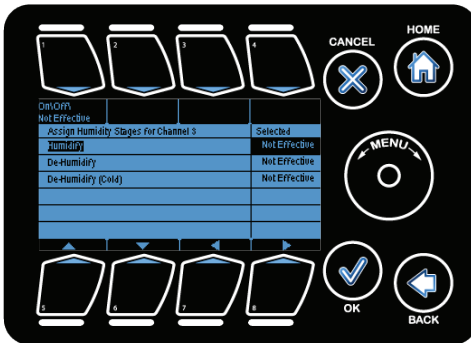 HOME
CANCEL
1 2 3 4
On\Off\
Not Effective
Assign Humidity Stages for Channel 3 Selected
Humidify Not Effective
De-Humidify Not Effective
De-Humidify (Cold) Not Effective
MENU
5 6 7 8
OK
BACK